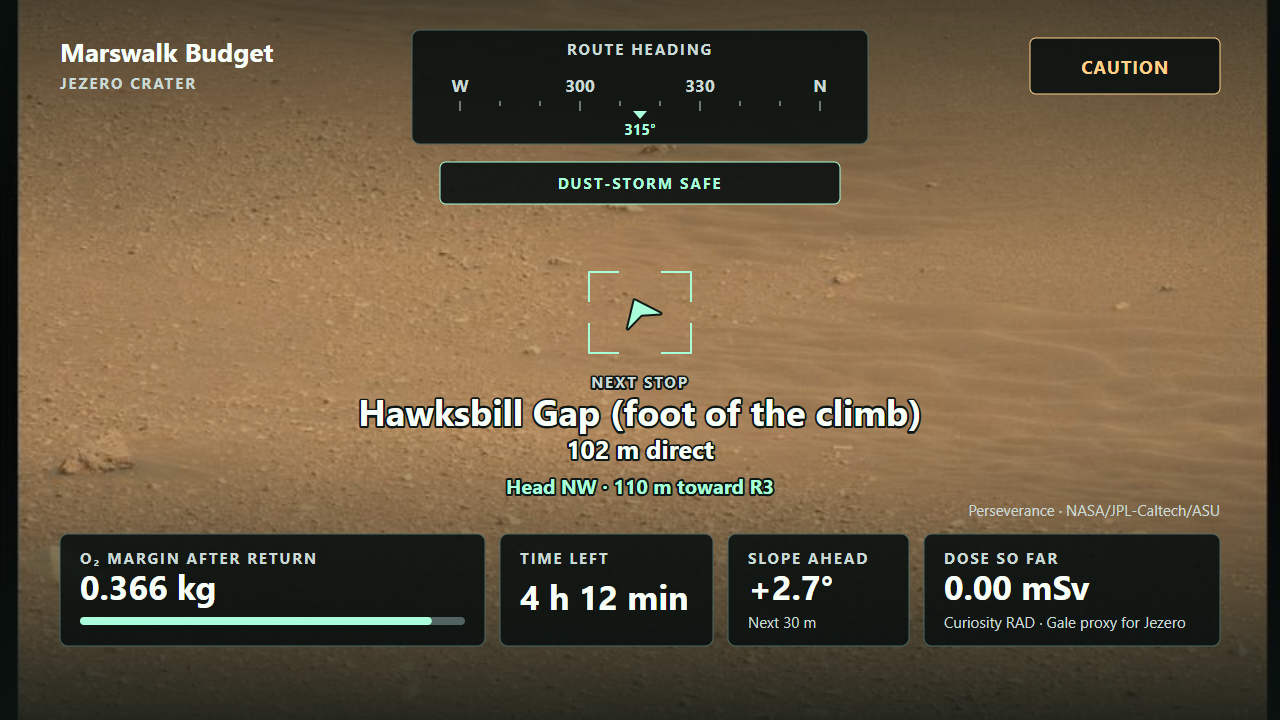 Marswalk Budget
JEZERO CRATER
ROUTE HEADING
W 300 330 N
315°
CAUTION
DUST-STORM SAFE
NEXT STOP
Hawksbill Gap (foot of the climb)
102 m direct
Head NW · 110 m toward R3
Perseverance · NASA/JPL-Caltech/ASU
O₂ MARGIN AFTER RETURN
0.366 kg
TIME LEFT
4 h 12 min
SLOPE AHEAD
+2.7°
Next 30 m
DOSE SO FAR
0.00 mSv
Curiosity RAD · Gale proxy for Jezero